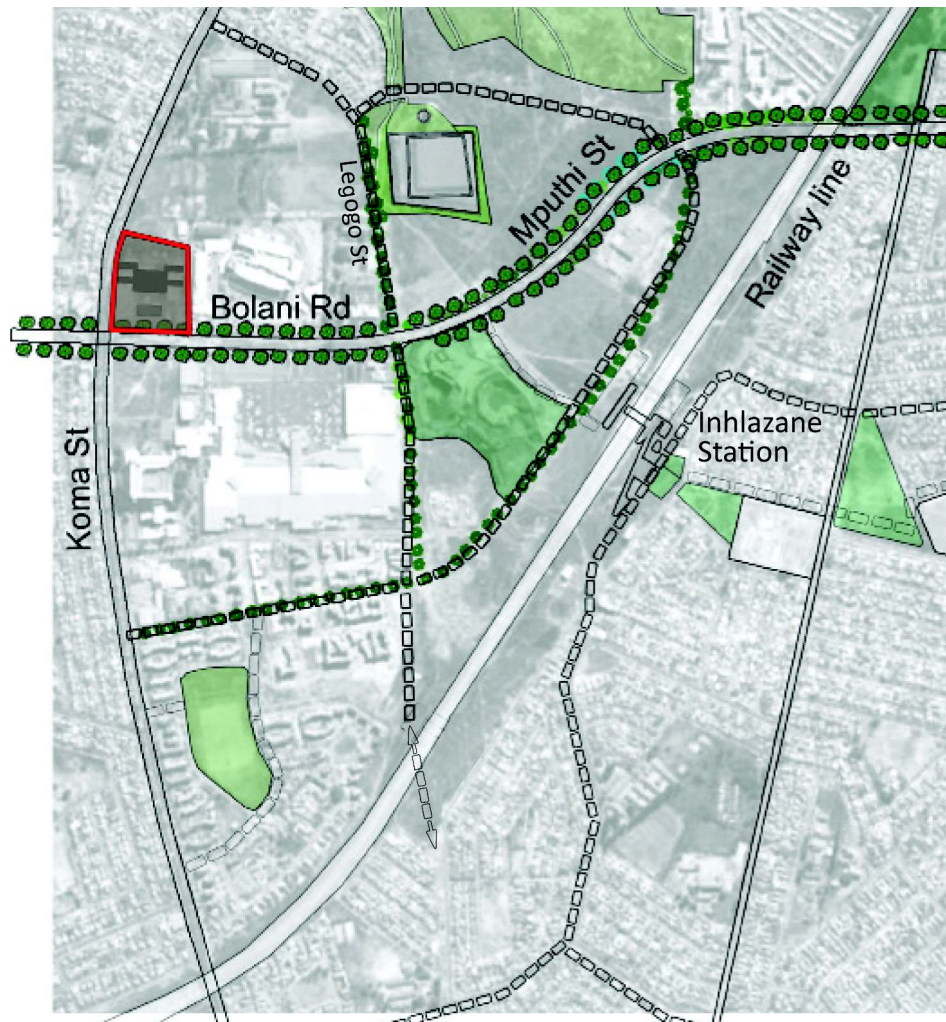 Legogo St
Mputhi St
Railway line
Bolani Rd
Inhlazane
Station
Koma St